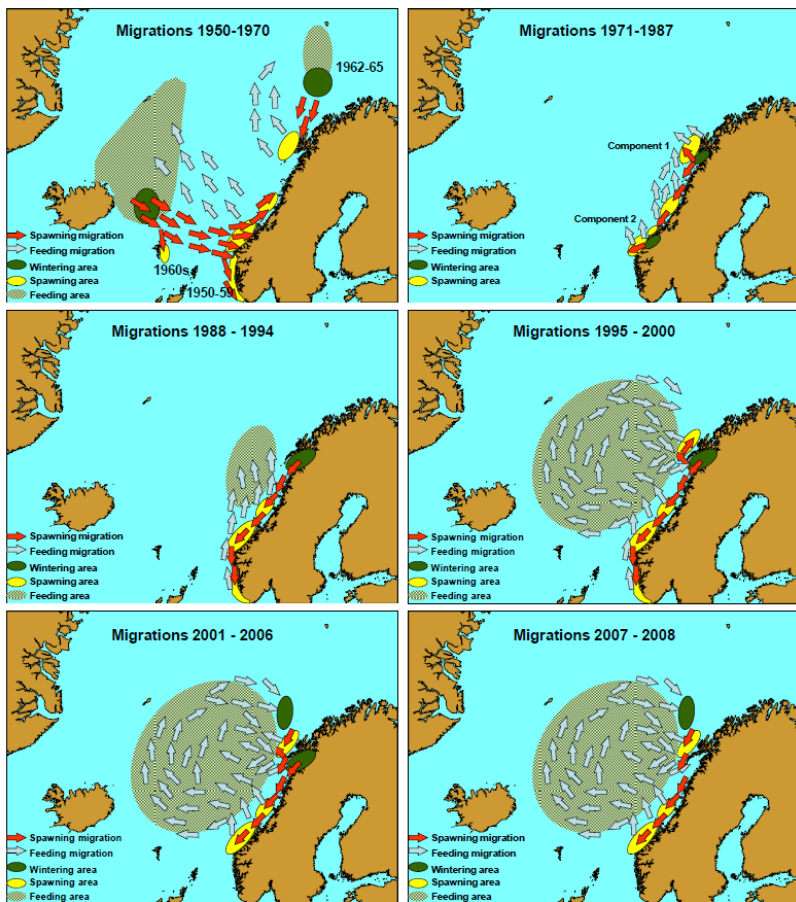 Migrations 1950-1970
1962-65
Spawning migration
Feeding migration
Wintering area
Spawning area
Feeding area
1960s
1950-59
Migrations 1971-1987
Component 1
Component 2
Spawning migration
Feeding migration
Wintering area
Spawning area
Feeding area
Migrations 1988 - 1994
Spawning migration
Feeding migration
Wintering area
Spawning area
Feeding area
Migrations 1995 - 2000
Spawning migration
Feeding migration
Wintering area
Spawning area
Feeding area
Migrations 2001 - 2006
Spawning migration
Feeding migration
Wintering area
Spawning area
Feeding area
Migrations 2007 - 2008
Spawning migration
Feeding migration
Wintering area
Spawning area
Feeding area